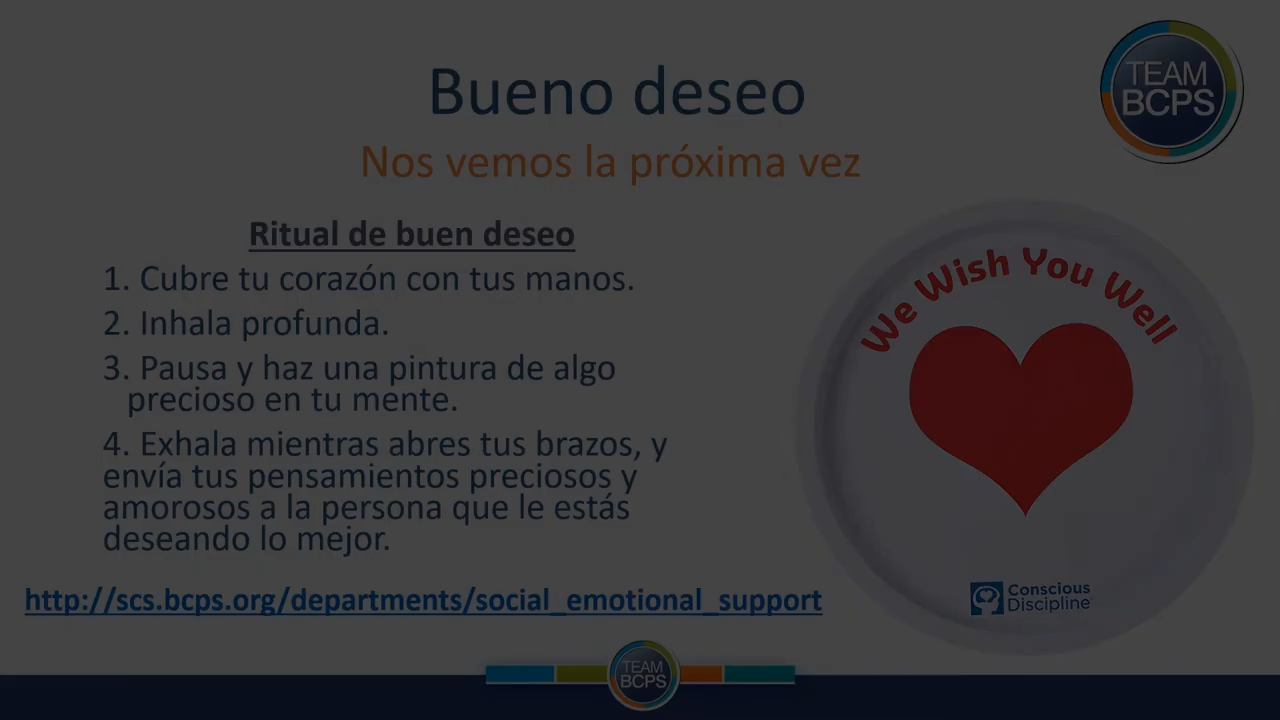 Bueno deseo
Nos vemos la próxima vez
TEAM
BCPS
Ritual de buen deseo
1. Cubre tu corazón con tus manos.
2. Inhala profunda.
3. Pausa y haz una pintura de algo
precioso en tu mente.
4. Exhala mientras abres tus brazos, y
envía tus pensamientos preciosos y
amorosos a la persona que le estás
deseando lo mejor.
http://scs.bcps.org/departments/social_emotional_support
We Wish You Well
Conscious
Discipline
TEAM
BCPS